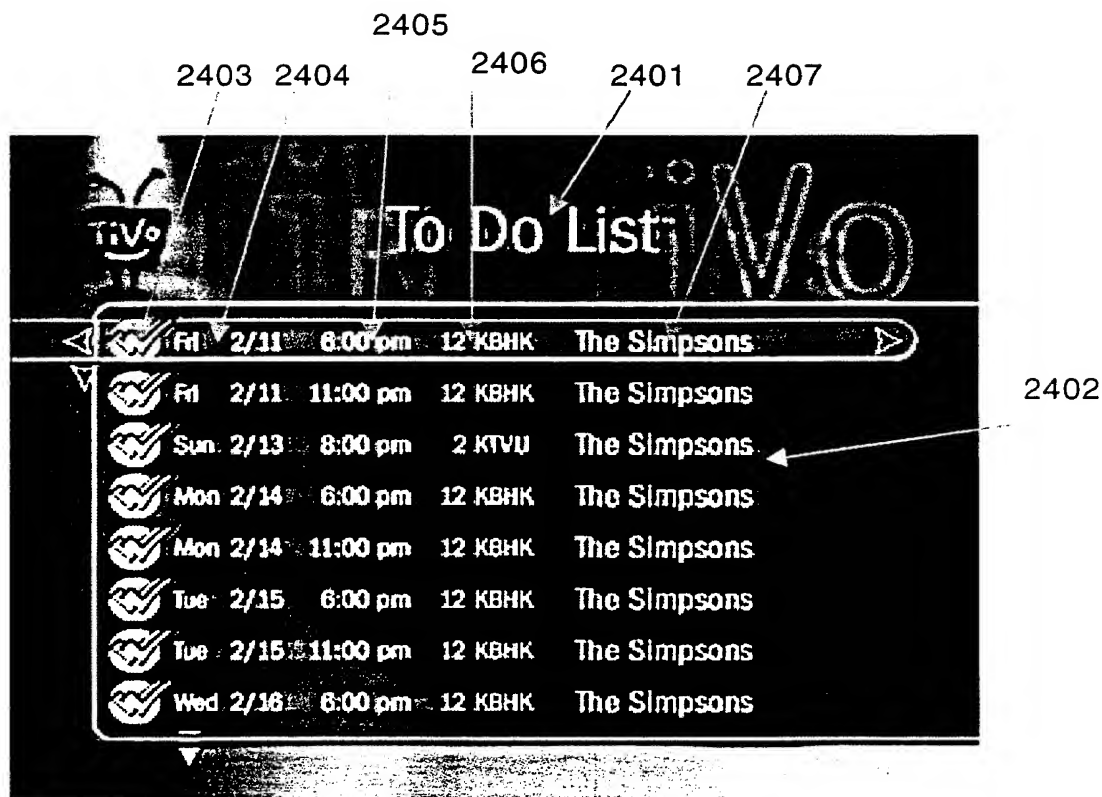 2405
2403 2404 2406 2401 2407
TiVo
To Do List
TiVo
Fri 2/11 6:00 pm 12 KBHK The Simpsons
Fri 2/11 11:00 pm 12 KBHK The Simpsons
2402
Sun 2/13 8:00 pm 2 KTVU The Simpsons
Mon 2/14 6:00 pm 12 KBHK The Simpsons
Mon 2/14 11:00 pm 12 KBHK The Simpsons
Tue 2/15 6:00 pm 12 KBHK The Simpsons
Tue 2/15 11:00 pm 12 KBHK The Simpsons
Wed 2/16 6:00 pm 12 KBHK The Simpsons